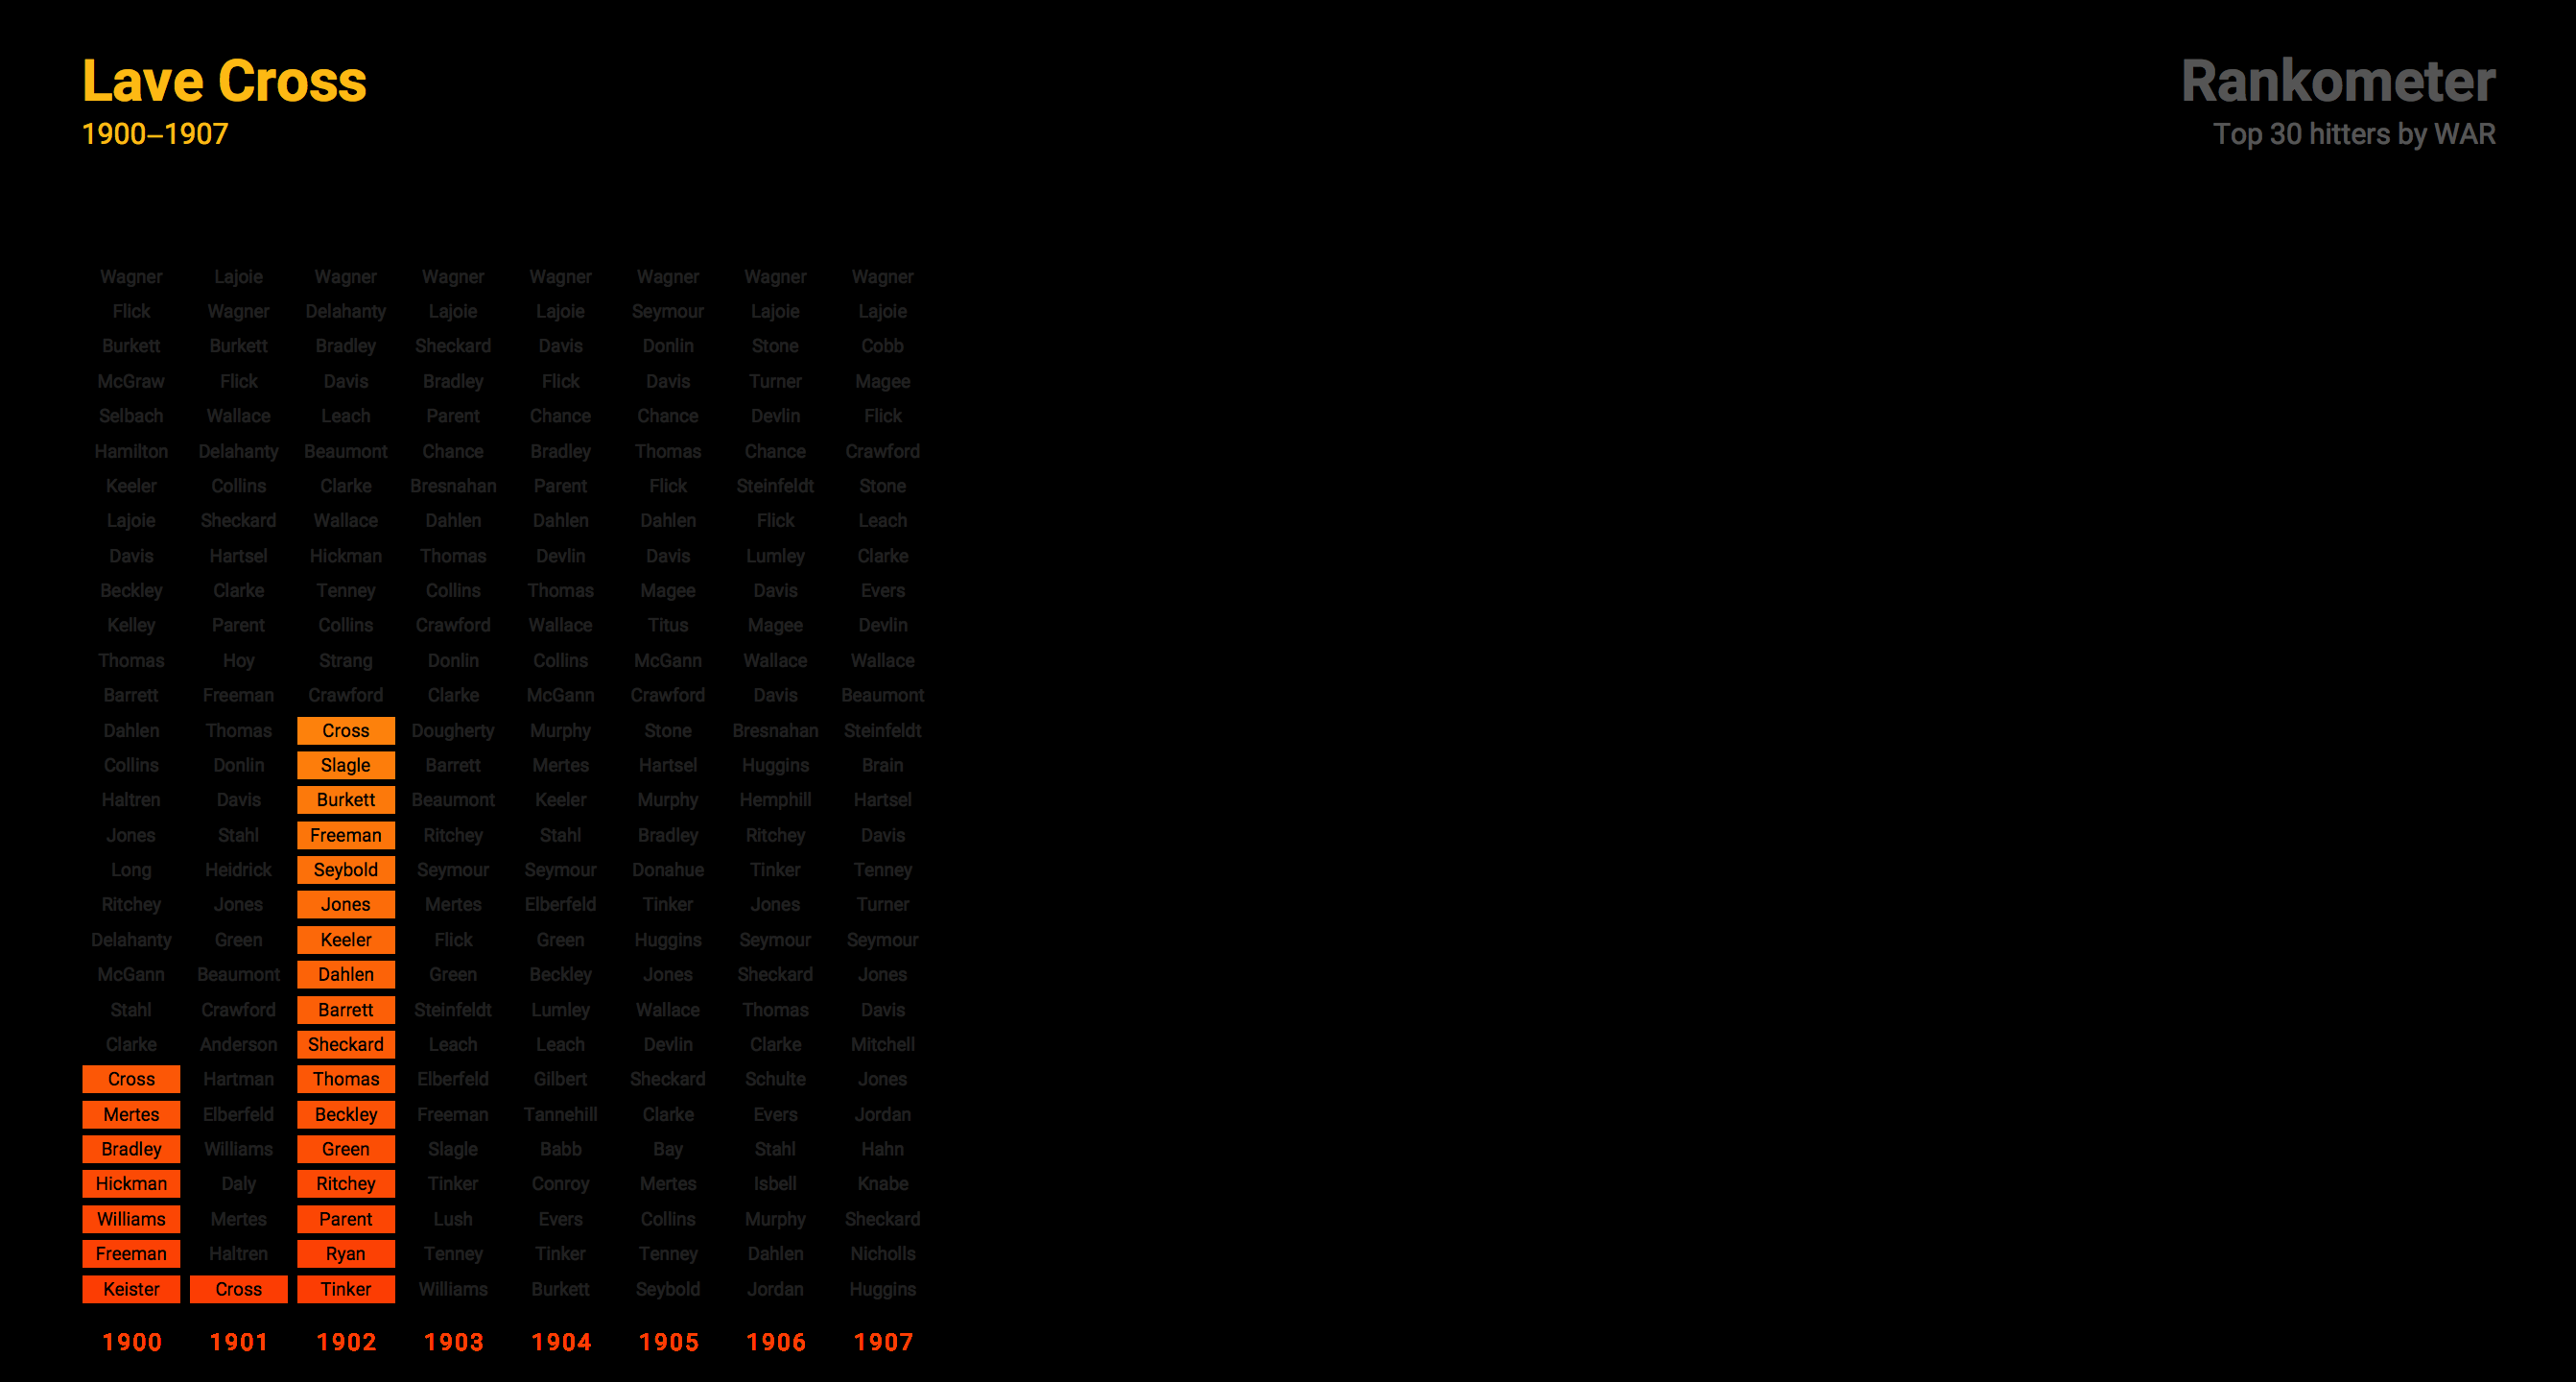 Lave Cross
1900–1907
Rankometer
Top 30 hitters by WAR
Wagner Lajoie Wagner Wagner Wagner Wagner Wagner Wagner
Flick Wagner Delahanty Lajoie Lajoie Seymour Lajoie Lajoie
Burkett Burkett Bradley Sheckard Davis Donlin Stone Cobb
McGraw Flick Davis Bradley Flick Davis Turner Magee
Selbach Wallace Leach Parent Chance Chance Devlin Flick
Hamilton Delahanty Beaumont Chance Bradley Thomas Chance Crawford
Keeler Collins Clarke Bresnahan Parent Flick Steinfeldt Stone
Lajoie Sheckard Wallace Dahlen Dahlen Dahlen Flick Leach
Davis Hartsel Hickman Thomas Devlin Davis Lumley Clarke
Beckley Clarke Tenney Collins Thomas Magee Davis Evers
Kelley Parent Collins Crawford Wallace Titus Magee Devlin
Thomas Hoy Strang Donlin Collins McGann Wallace Wallace
Barrett Freeman Crawford Clarke McGann Crawford Davis Beaumont
Dahlen Thomas Cross Dougherty Murphy Stone Bresnahan Steinfeldt
Collins Donlin Slagle Barrett Mertes Hartsel Huggins Brain
Haltren Davis Burkett Beaumont Keeler Murphy Hemphill Hartsel
Jones Stahl Freeman Ritchey Stahl Bradley Ritchey Davis
Long Heidrick Seybold Seymour Seymour Donahue Tinker Tenney
Ritchey Jones Jones Mertes Elberfeld Tinker Jones Turner
Delahanty Green Keeler Flick Green Huggins Seymour Seymour
McGann Beaumont Dahlen Green Beckley Jones Sheckard Jones
Stahl Crawford Barrett Steinfeldt Lumley Wallace Thomas Davis
Clarke Anderson Sheckard Leach Leach Devlin Clarke Mitchell
Cross Hartman Thomas Elberfeld Gilbert Sheckard Schulte Jones
Mertes Elberfeld Beckley Freeman Tannehill Clarke Evers Jordan
Bradley Williams Green Slagle Babb Bay Stahl Hahn
Hickman Daly Ritchey Tinker Conroy Mertes Isbell Knabe
Williams Mertes Parent Lush Evers Collins Murphy Sheckard
Freeman Haltren Ryan Tenney Tinker Tenney Dahlen Nicholls
Keister Cross Tinker Williams Burkett Seybold Jordan Huggins
1900 1901 1902 1903 1904 1905 1906 1907